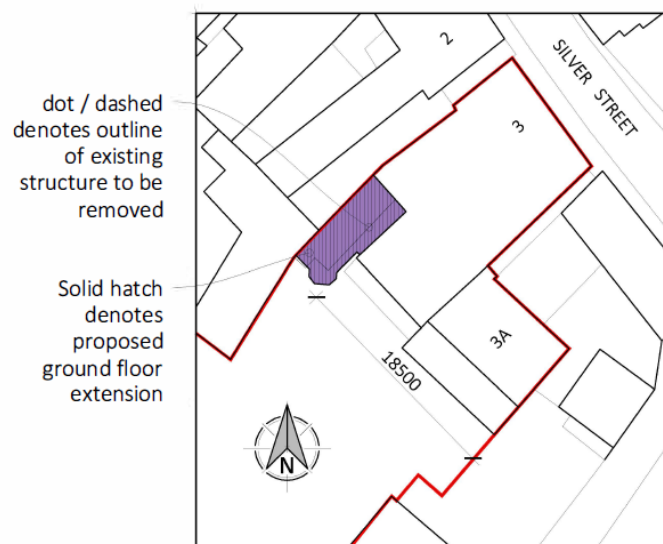 dot / dashed
denotes outline
of existing
structure to be
removed
Solid hatch
denotes
proposed
ground floor
extension
2
SILVER STREET
3
3A
18500
N